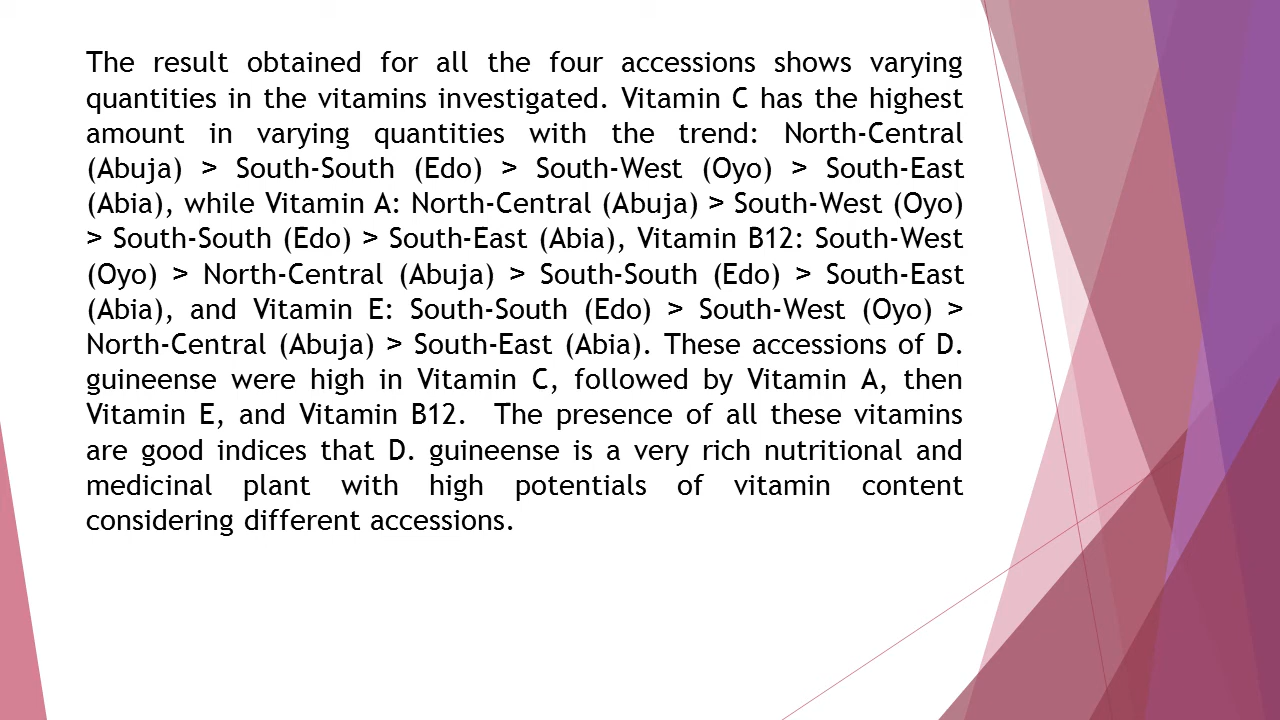 The result obtained for all the four accessions shows varying
quantities in the vitamins investigated. Vitamin C has the highest
amount in varying quantities with the trend: North-Central
(Abuja) > South-South (Edo) > South-West (Oyo) > South-East
(Abia), while Vitamin A: North-Central (Abuja) > South-West (Oyo)
> South-South (Edo) > South-East (Abia), Vitamin B12: South-West
(Oyo) > North-Central (Abuja) > South-South (Edo) > South-East
(Abia), and Vitamin E: South-South (Edo) > South-West (Oyo) >
North-Central (Abuja) > South-East (Abia). These accessions of D.
guineense were high in Vitamin C, followed by Vitamin A, then
Vitamin E, and Vitamin B12.  The presence of all these vitamins
are good indices that D. guineense is a very rich nutritional and
medicinal plant with high potentials of vitamin content
considering different accessions.